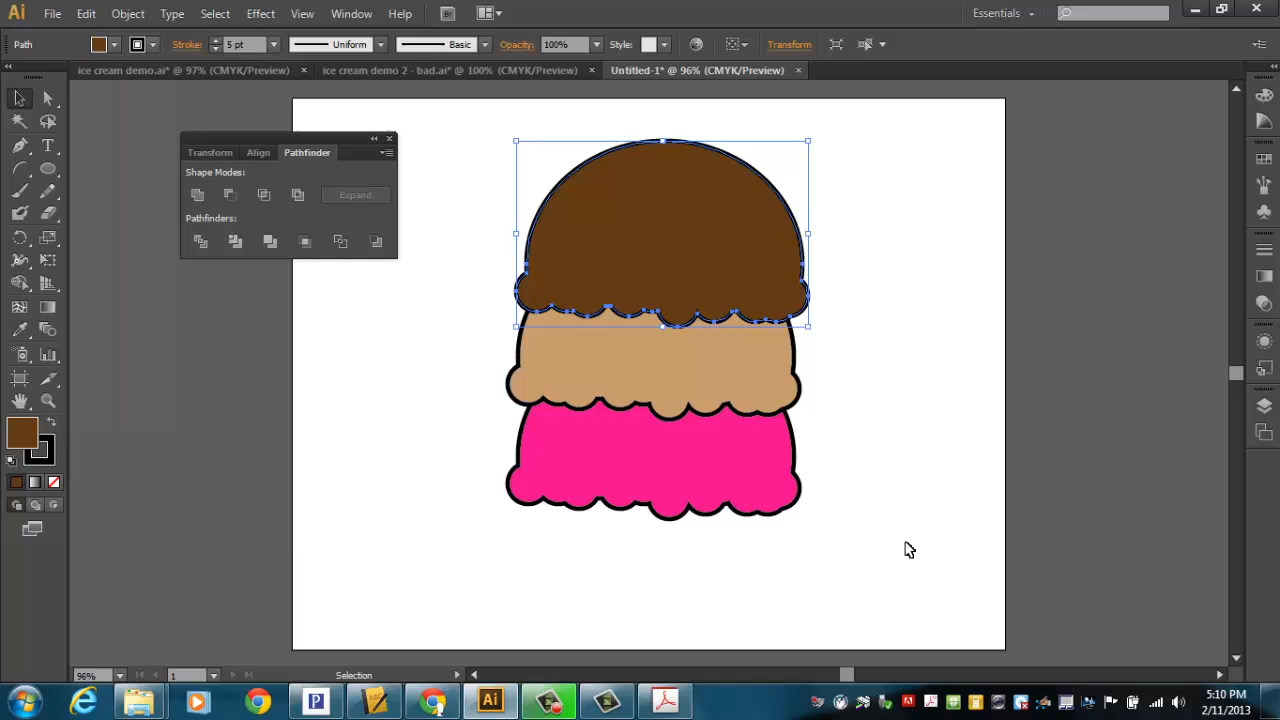 Ai File Edit Object Type Select Effect View Window Help Br Essentials
Path Stroke: 5 pt Uniform Basic Opacity: 100% Style: Transform
ice cream demo.ai* @ 97% (CMYK/Preview) ice cream demo 2 - bad.ai* @ 100% (CMYK/Preview) Untitled-1* @ 96% (CMYK/Preview)
Transform Align Pathfinder
Shape Modes:
Expand
Pathfinders:
96% 1 Selection
P ABC Ai
5:10 PM
2/11/2013